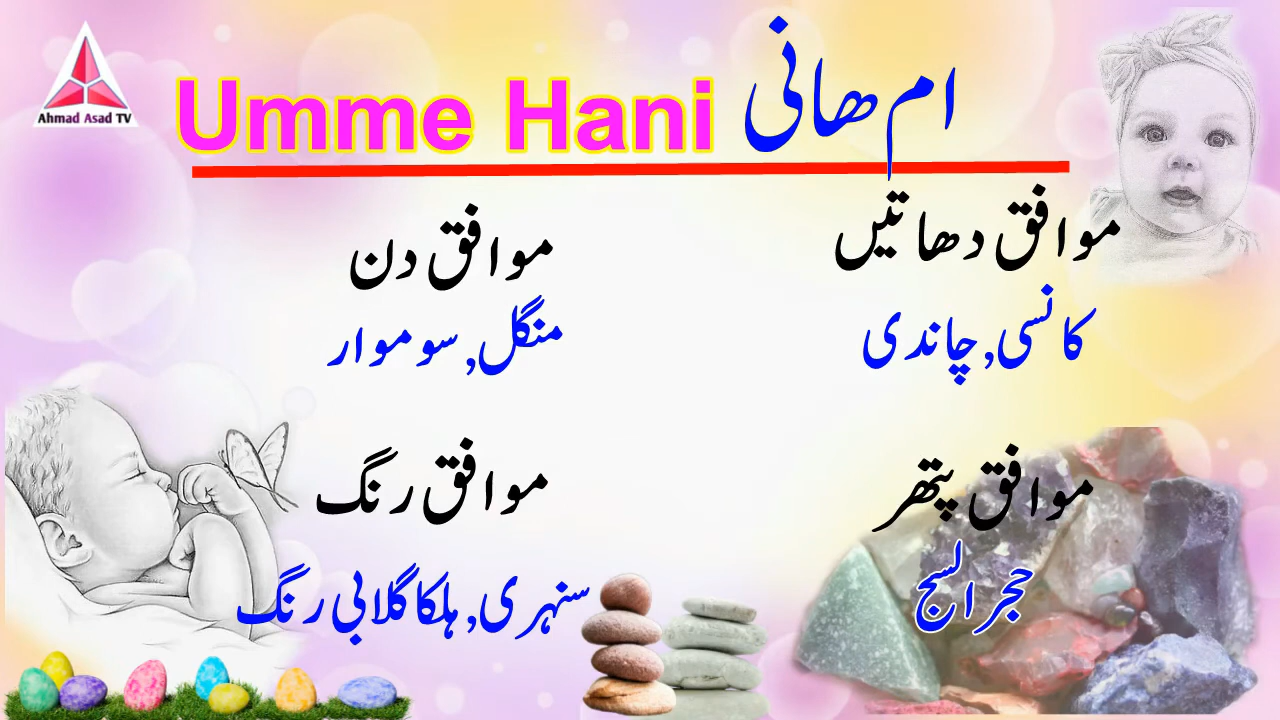 Ahmad Asad TV
Umme Hani ام ھانی
موافق دھاتیں
کانسی, چاندی
موافق دن
منگل, سوموار
موافق پتھر
حجر السج
موافق رنگ
سنہری, ہلکا گلابی رنگ